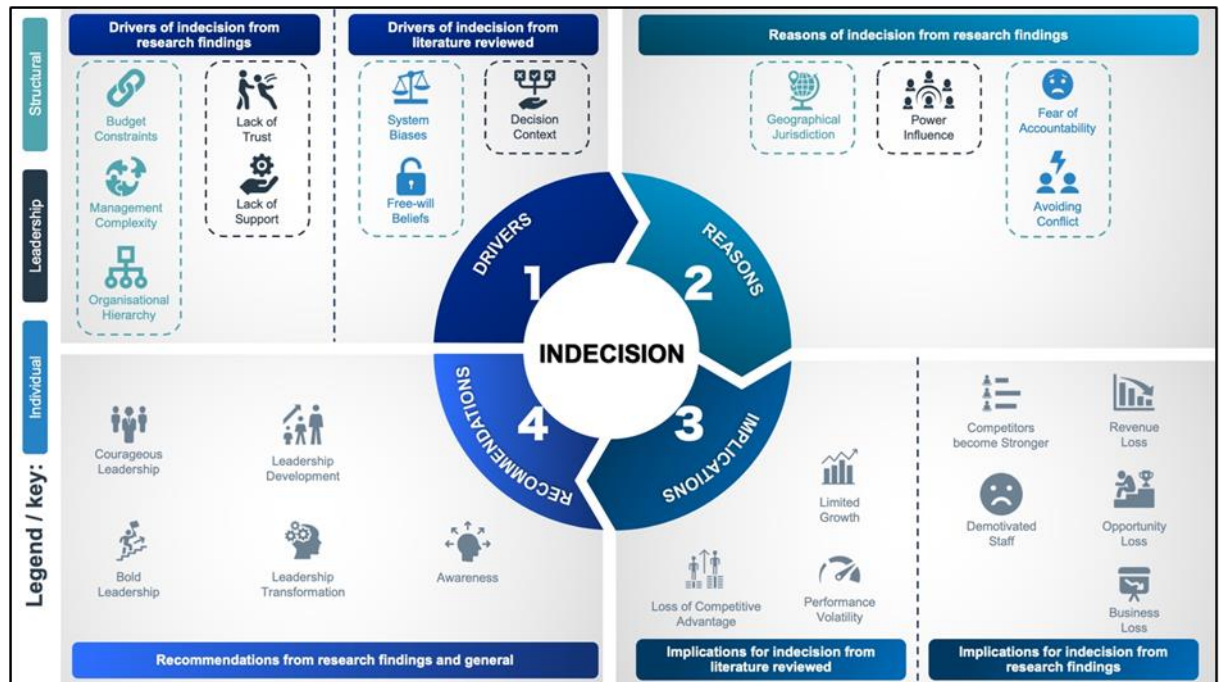 Drivers of indecision from
research findings
Drivers of indecision from
literature reviewed
Reasons of indecision from research findings
Structural
Leadership
Individual
Legend / key:
Budget
Constraints
Management
Complexity
Organisational
Hierarchy
Lack of
Trust
Lack of
Support
System
Biases
Free-will
Beliefs
Decision
Context
Geographical
Jurisdiction
Power
Influence
Fear of
Accountability
Avoiding
Conflict
DRIVERS
1
REASONS
2
INDECISION
RECOMMENDATIONS
4
IMPLICATIONS
3
Courageous
Leadership
Leadership
Development
Bold
Leadership
Leadership
Transformation
Awareness
Recommendations from research findings and general
Limited
Growth
Loss of Competitive
Advantage
Performance
Volatility
Implications for indecision from
literature reviewed
Competitors
become Stronger
Revenue
Loss
Demotivated
Staff
Opportunity
Loss
Business
Loss
Implications for indecision from
research findings